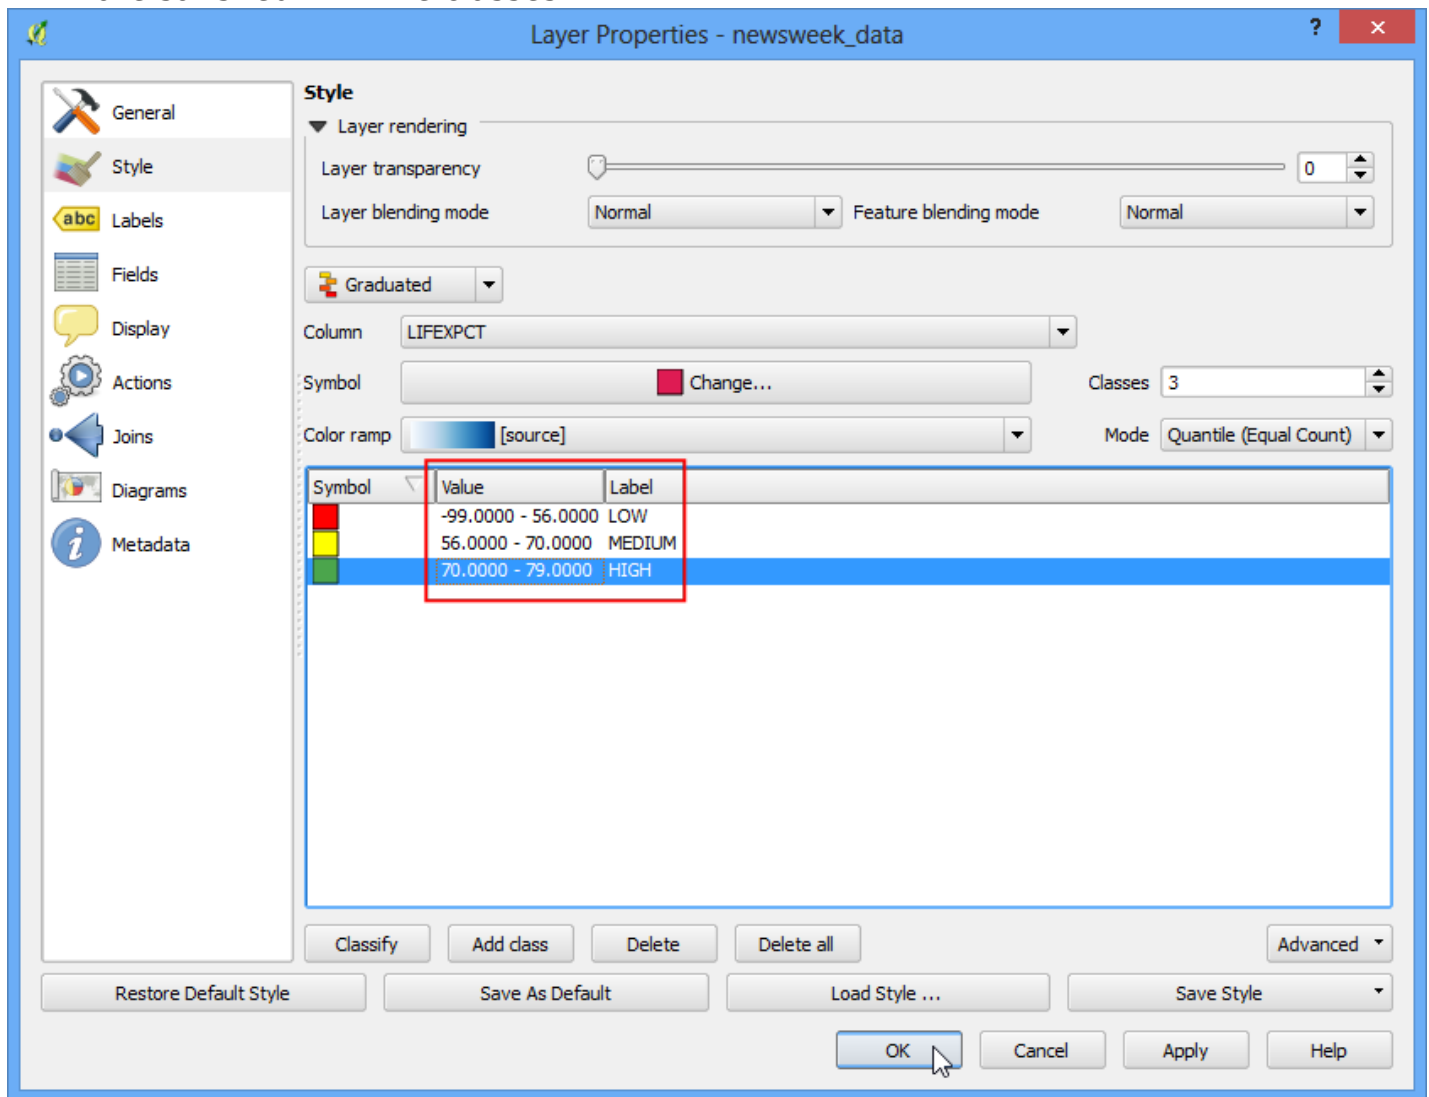 Layer Properties - newsweek_data ? ×
General
Style
abc Labels
Fields
Display
Actions
Joins
Diagrams
i Metadata
Style
Layer rendering
Layer transparency 0
Layer blending mode Normal Feature blending mode Normal
Graduated
Column LIFEXPCT
Symbol Change... Classes 3
Color ramp [source] Mode Quantile (Equal Count)
Symbol Value Label
-99.0000 - 56.0000 LOW
56.0000 - 70.0000 MEDIUM
70.0000 - 79.0000 HIGH
Classify Add class Delete Delete all Advanced
Restore Default Style Save As Default Load Style ... Save Style
OK Cancel Apply Help